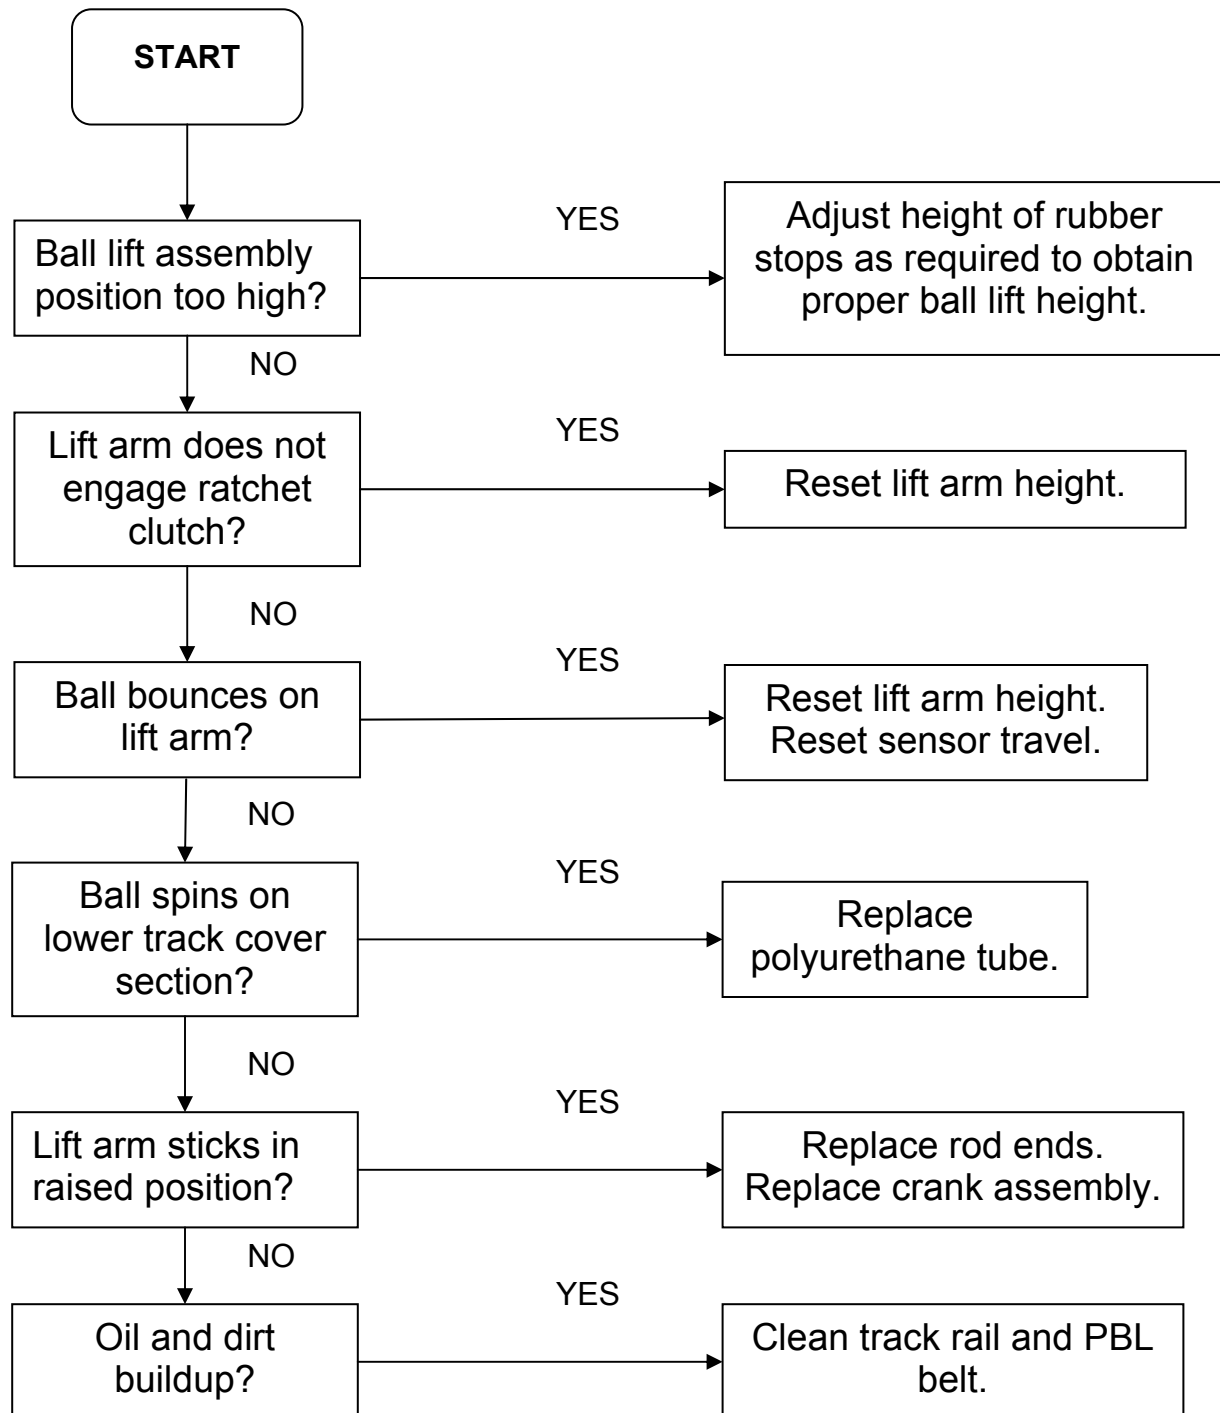 START
YES
Ball lift assembly
position too high?
Adjust height of rubber
stops as required to obtain
proper ball lift height.
NO
YES
Lift arm does not
engage ratchet
clutch?
Reset lift arm height.
NO
YES
Ball bounces on
lift arm?
Reset lift arm height.
Reset sensor travel.
NO
YES
Ball spins on
lower track cover
section?
Replace
polyurethane tube.
NO
YES
Lift arm sticks in
raised position?
Replace rod ends.
Replace crank assembly.
NO
YES
Oil and dirt
buildup?
Clean track rail and PBL
belt.